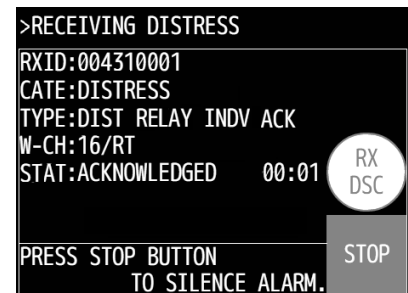 >RECEIVING DISTRESS
RXID:004310001
CATE:DISTRESS
TYPE:DIST RELAY INDV ACK
W-CH:16/RT
STAT:ACKNOWLEDGED 00:01
RX
DSC
PRESS STOP BUTTON
TO SILENCE ALARM.
STOP